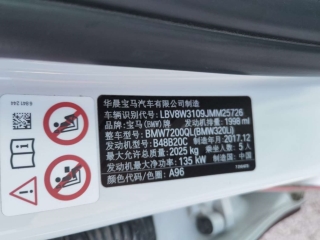 华晨宝马汽车有限公司制造
车辆识别代号: LBV8W3109JMM25726
品牌: 宝马(BMW)牌 发动机排量: 1998 ml
整车型号: BMW7200QL(BMW320Li)
发动机型号: B48B20C 制造年月: 2017.12
最大允许总质量: 2025 kg 乘坐人数: 5人
发动机最大净功率: 135 kW 制造国: 中国
颜色代码/色圈: A96